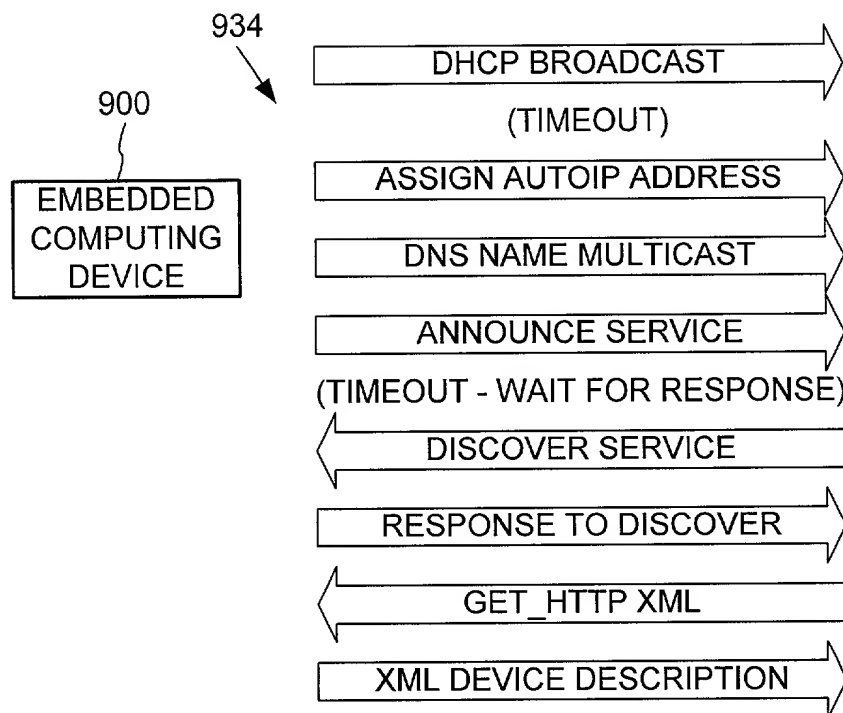 934
DHCP BROADCAST
900
(TIMEOUT)
EMBEDDED
COMPUTING
DEVICE
ASSIGN AUTOIP ADDRESS
DNS NAME MULTICAST
ANNOUNCE SERVICE
(TIMEOUT - WAIT FOR RESPONSE)
DISCOVER SERVICE
RESPONSE TO DISCOVER
GET_HTTP XML
XML DEVICE DESCRIPTION